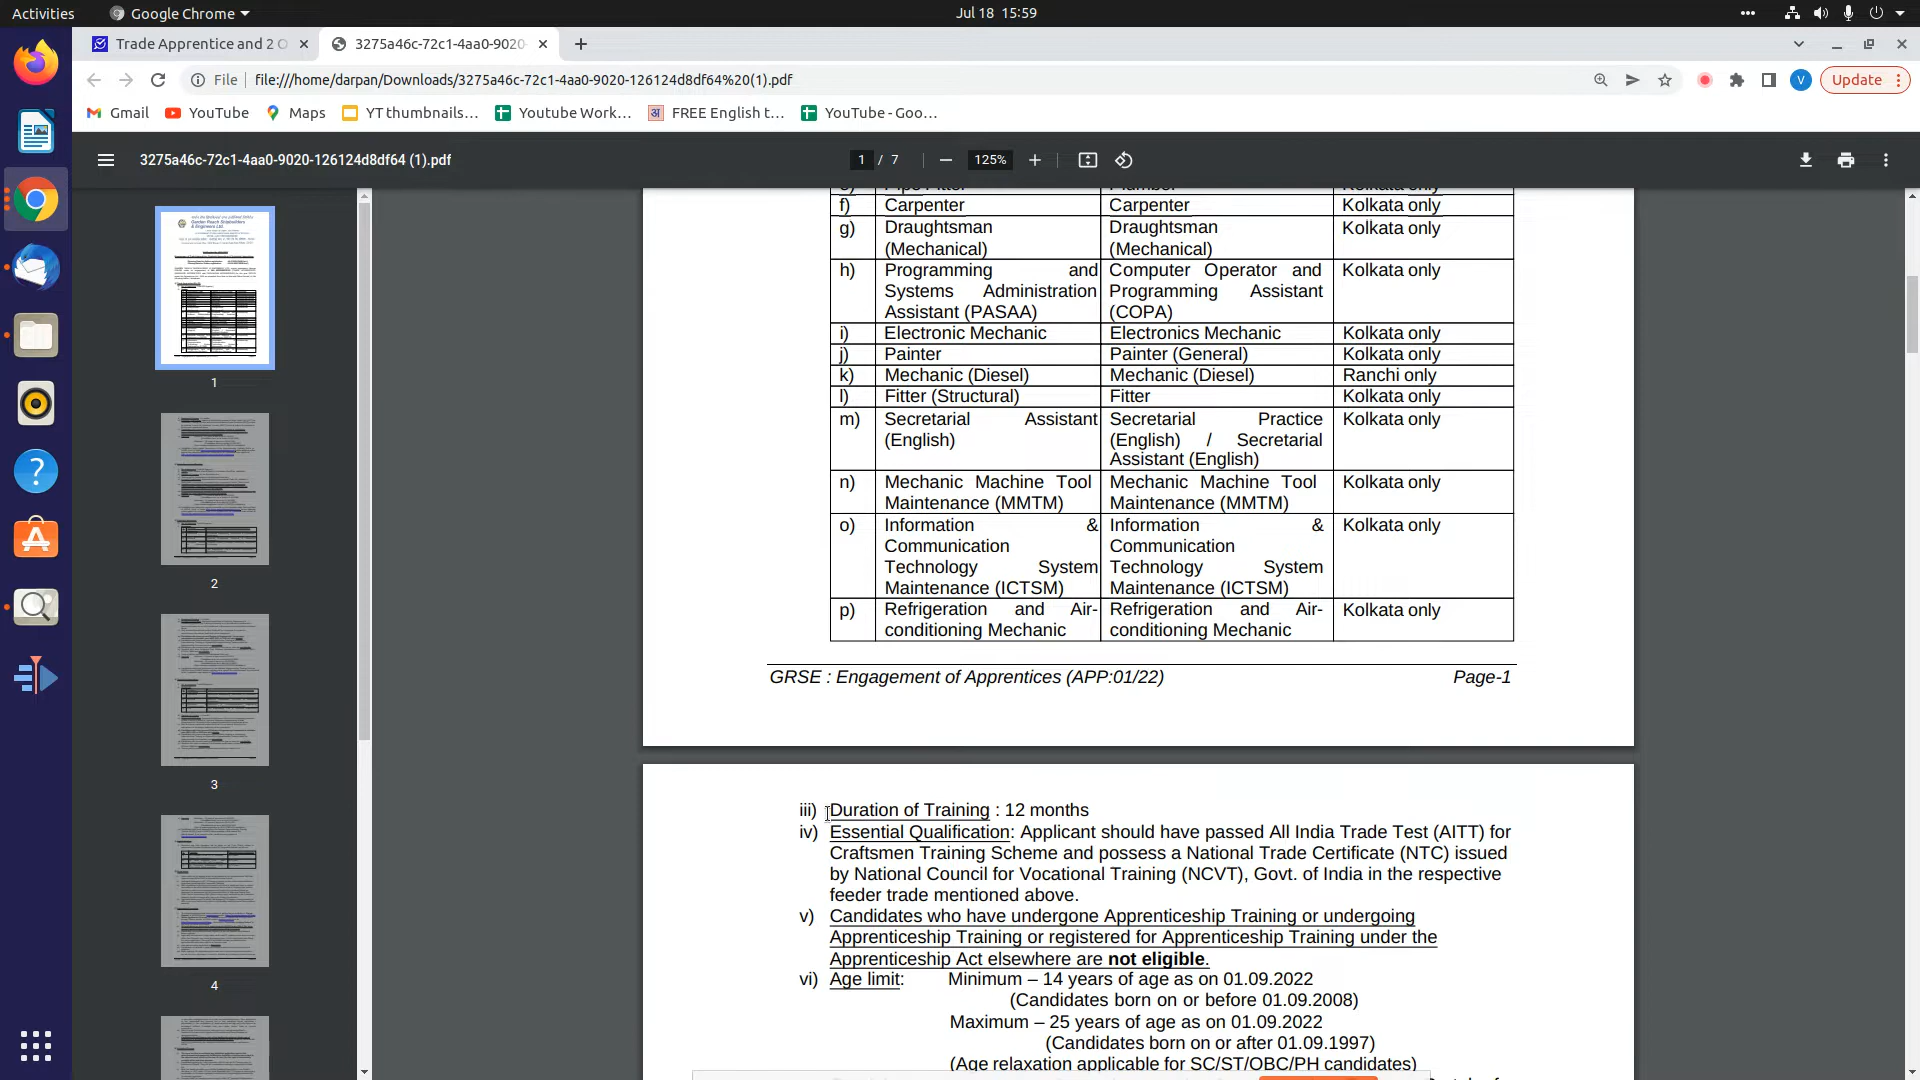 Activities Google Chrome Jul 18 15:59
Trade Apprentice and 2 O 3275a46c-72c1-4aa0-9020-
File file:///home/darpan/Downloads/3275a46c-72c1-4aa0-9020-126124d8df64%20(1).pdf V Update
Gmail YouTube Maps YT thumbnails... Youtube Work... FREE English t... YouTube - Goo...
3275a46c-72c1-4aa0-9020-126124d8df64 (1).pdf 1 / 7 125%
f) Carpenter Carpenter Kolkata only
g) Draughtsman Draughtsman Kolkata only
(Mechanical) (Mechanical)
h) Programming and Computer Operator and Kolkata only
Systems Administration Programming Assistant
Assistant (PASAA) (COPA)
i) Electronic Mechanic Electronics Mechanic Kolkata only
j) Painter Painter (General) Kolkata only
k) Mechanic (Diesel) Mechanic (Diesel) Ranchi only
l) Fitter (Structural) Fitter Kolkata only
m) Secretarial Assistant Secretarial Practice Kolkata only
(English) (English) / Secretarial
Assistant (English)
n) Mechanic Machine Tool Mechanic Machine Tool Kolkata only
Maintenance (MMTM) Maintenance (MMTM)
o) Information & Information & Kolkata only
Communication Communication
Technology System Technology System
Maintenance (ICTSM) Maintenance (ICTSM)
p) Refrigeration and Air- Refrigeration and Air- Kolkata only
conditioning Mechanic conditioning Mechanic
GRSE : Engagement of Apprentices (APP:01/22) Page-1
iii) Duration of Training : 12 months
iv) Essential Qualification: Applicant should have passed All India Trade Test (AITT) for
Craftsmen Training Scheme and possess a National Trade Certificate (NTC) issued
by National Council for Vocational Training (NCVT), Govt. of India in the respective
feeder trade mentioned above.
v) Candidates who have undergone Apprenticeship Training or undergoing
Apprenticeship Training or registered for Apprenticeship Training under the
Apprenticeship Act elsewhere are not eligible.
vi) Age limit: Minimum – 14 years of age as on 01.09.2022
(Candidates born on or before 01.09.2008)
Maximum – 25 years of age as on 01.09.2022
(Candidates born on or after 01.09.1997)
(Age relaxation applicable for SC/ST/OBC/PH candidates)
1
2
3
4